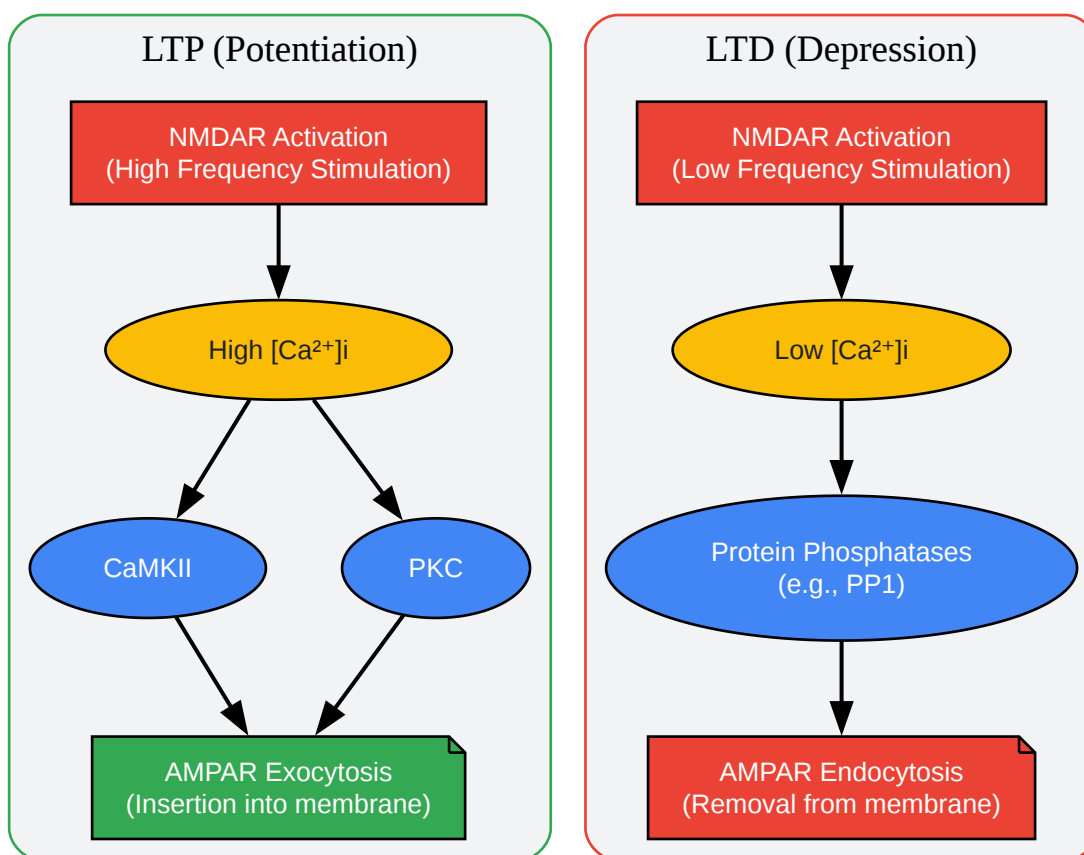 LTP (Potentiation)
NMDAR Activation
(High Frequency Stimulation)
High [Ca²⁺]i
CaMKII
PKC
AMPAR Exocytosis
(Insertion into membrane)
LTD (Depression)
NMDAR Activation
(Low Frequency Stimulation)
Low [Ca²⁺]i
Protein Phosphatases
(e.g., PP1)
AMPAR Endocytosis
(Removal from membrane)